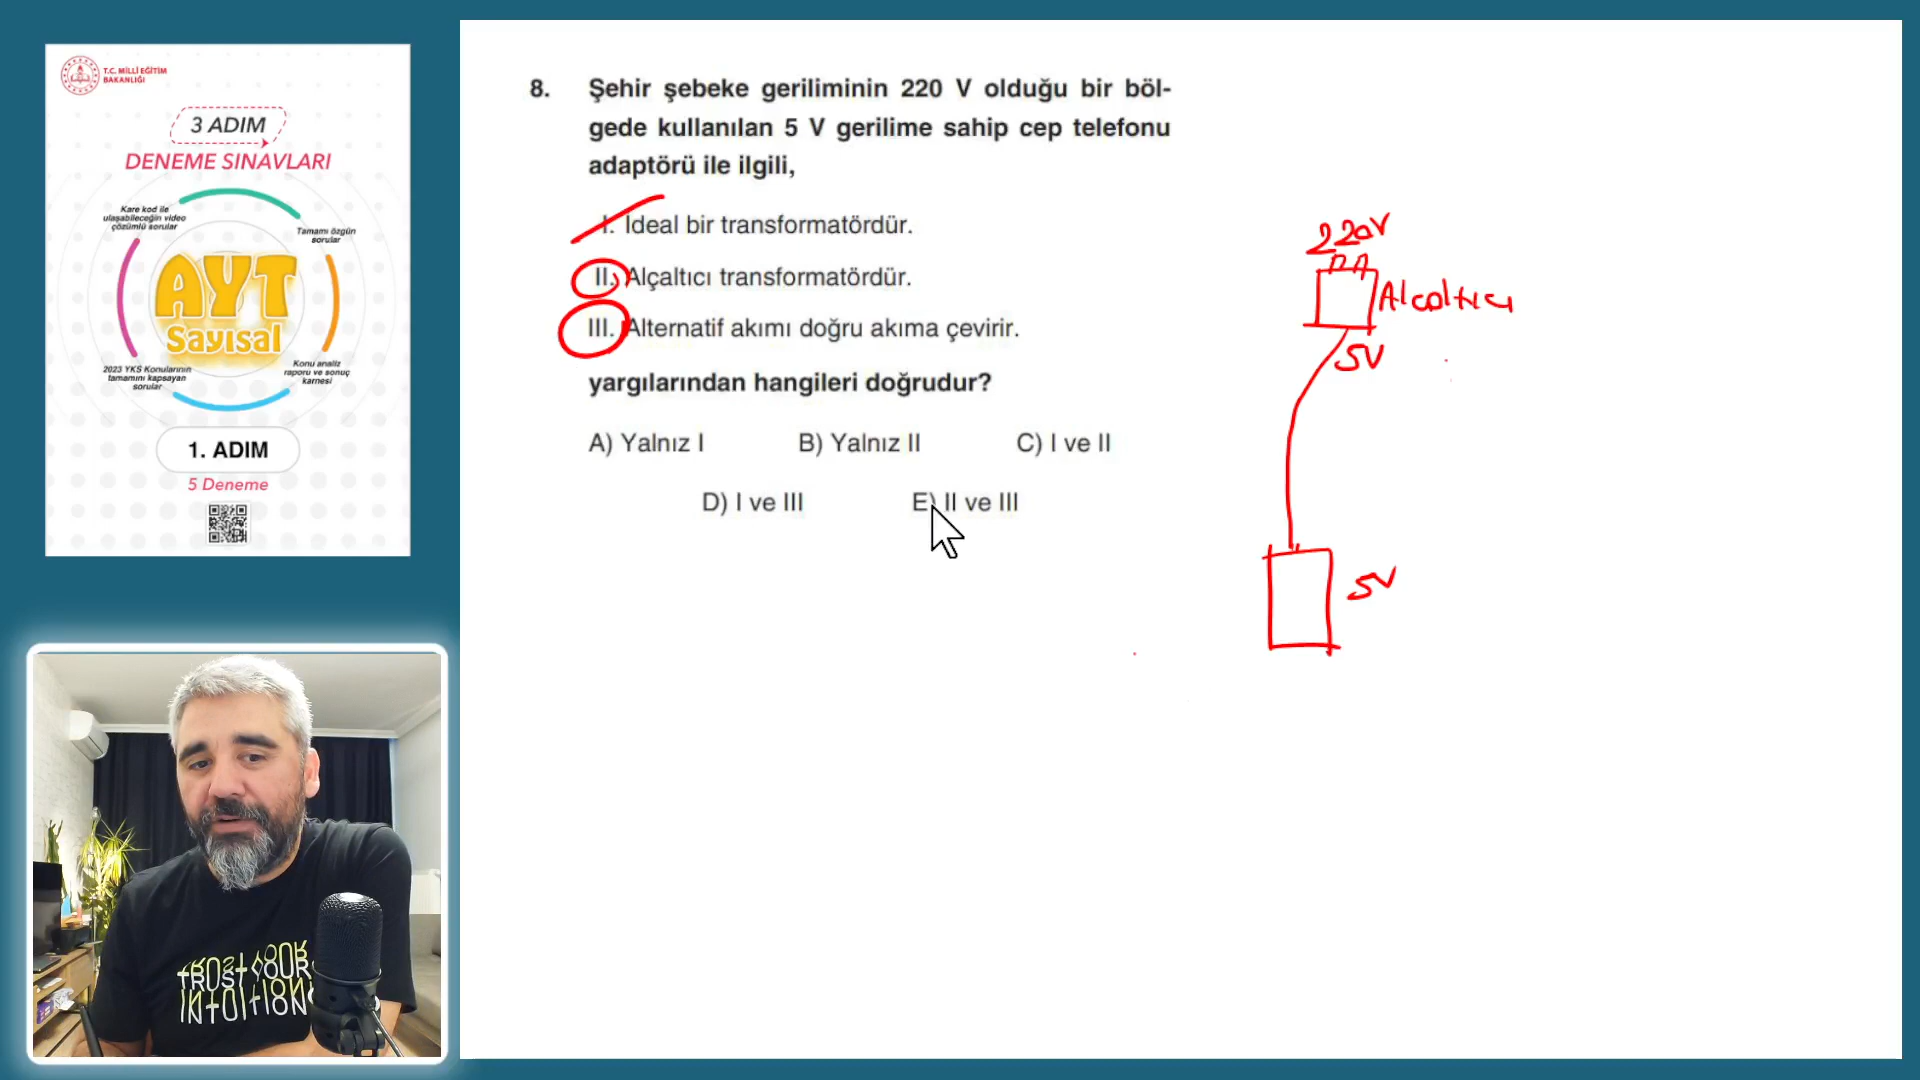 T.C. MİLLÎ EĞİTİM
BAKANLIĞI
3 ADIM
DENEME SINAVLARI
Kare kod ile
ulaşabileceğin video
çözümlü sorular
Tamamı özgün
sorular
AYT
Sayısal
2023 YKS Konularının
tamamını kapsayan
sorular
Konu analiz
raporu ve sonuç
karnesi
1. ADIM
5 Deneme
8. Şehir şebeke geriliminin 220 V olduğu bir böl-
gede kullanılan 5 V gerilime sahip cep telefonu
adaptörü ile ilgili,
I. İdeal bir transformatördür.
II. Alçaltıcı transformatördür.
III. Alternatif akımı doğru akıma çevirir.
yargılarından hangileri doğrudur?
A) Yalnız I B) Yalnız II C) I ve II
D) I ve III E) II ve III
220V
Alçaltıcı
5V
5V
TRUST YOUR
INTUITION